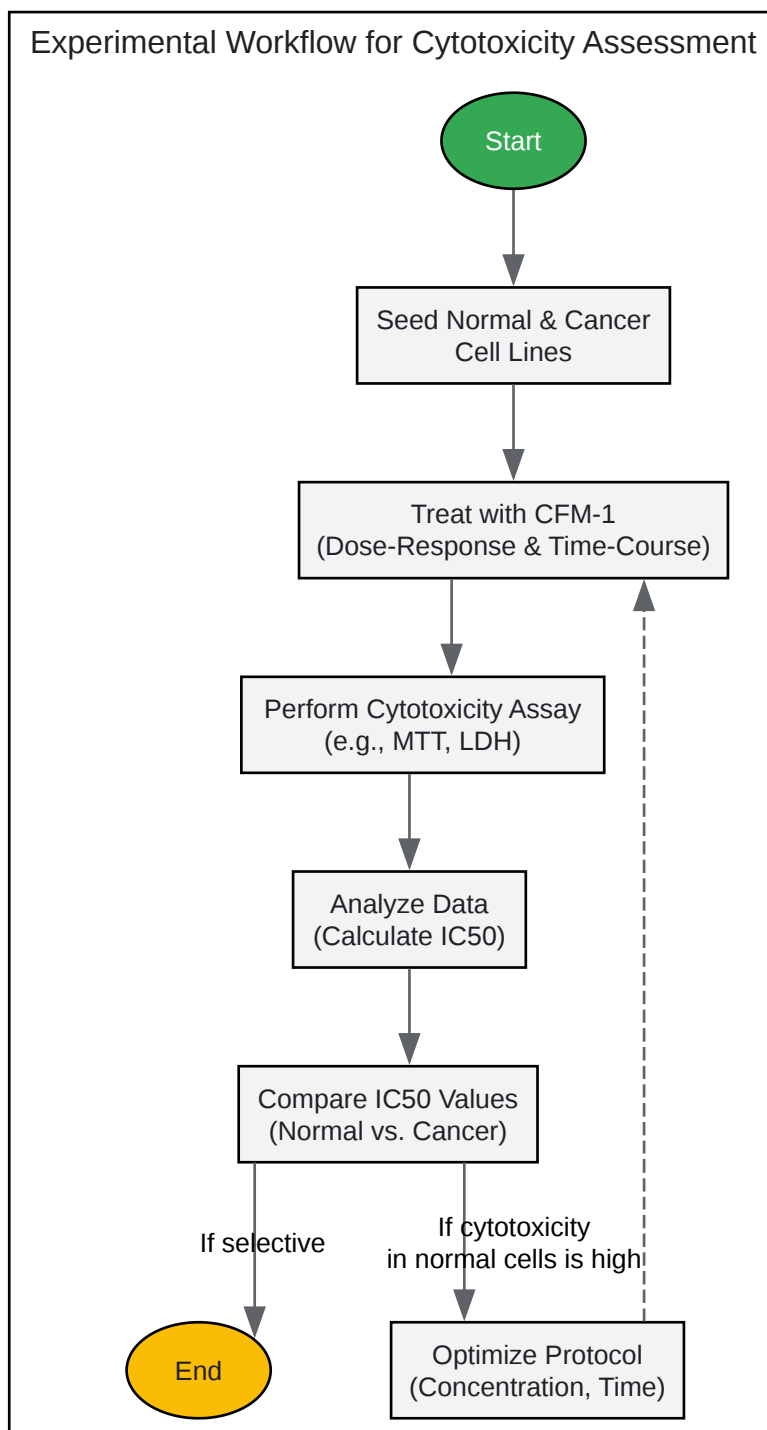 Experimental Workflow for Cytotoxicity Assessment
Start
Seed Normal & Cancer
Cell Lines
Treat with CFM-1
(Dose-Response & Time-Course)
Perform Cytotoxicity Assay
(e.g., MTT, LDH)
Analyze Data
(Calculate IC50)
Compare IC50 Values
(Normal vs. Cancer)
If selective
If cytotoxicity
in normal cells is high
End
Optimize Protocol
(Concentration, Time)